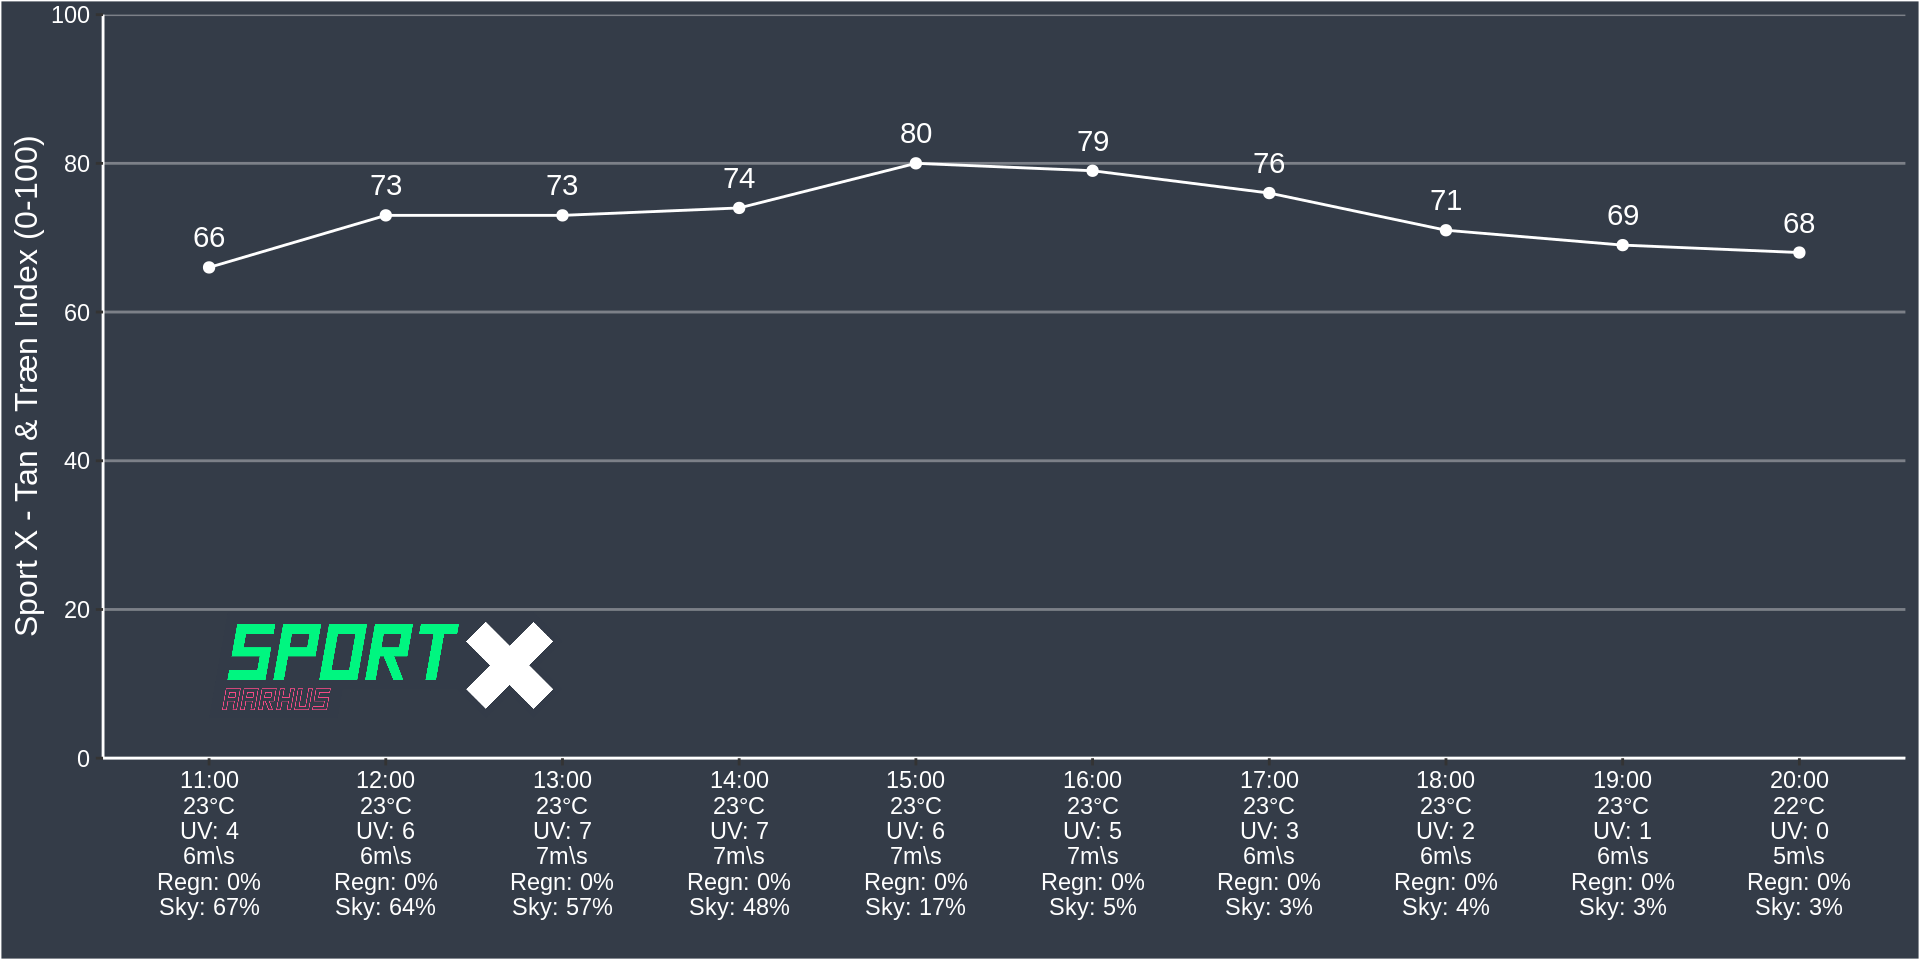 Sport X - Tan & Træn Index (0-100)
100
80
60
40
20
0
66
73
73
74
80
79
76
71
69
68
SPORT X
AARHUS
11:00 12:00 13:00 14:00 15:00 16:00 17:00 18:00 19:00 20:00
23°C 23°C 23°C 23°C 23°C 23°C 23°C 23°C 23°C 22°C
UV: 4 UV: 6 UV: 7 UV: 7 UV: 6 UV: 5 UV: 3 UV: 2 UV: 1 UV: 0
6m\s 6m\s 7m\s 7m\s 7m\s 7m\s 6m\s 6m\s 6m\s 5m\s
Regn: 0% Regn: 0% Regn: 0% Regn: 0% Regn: 0% Regn: 0% Regn: 0% Regn: 0% Regn: 0% Regn: 0%
Sky: 67% Sky: 64% Sky: 57% Sky: 48% Sky: 17% Sky: 5% Sky: 3% Sky: 4% Sky: 3% Sky: 3%